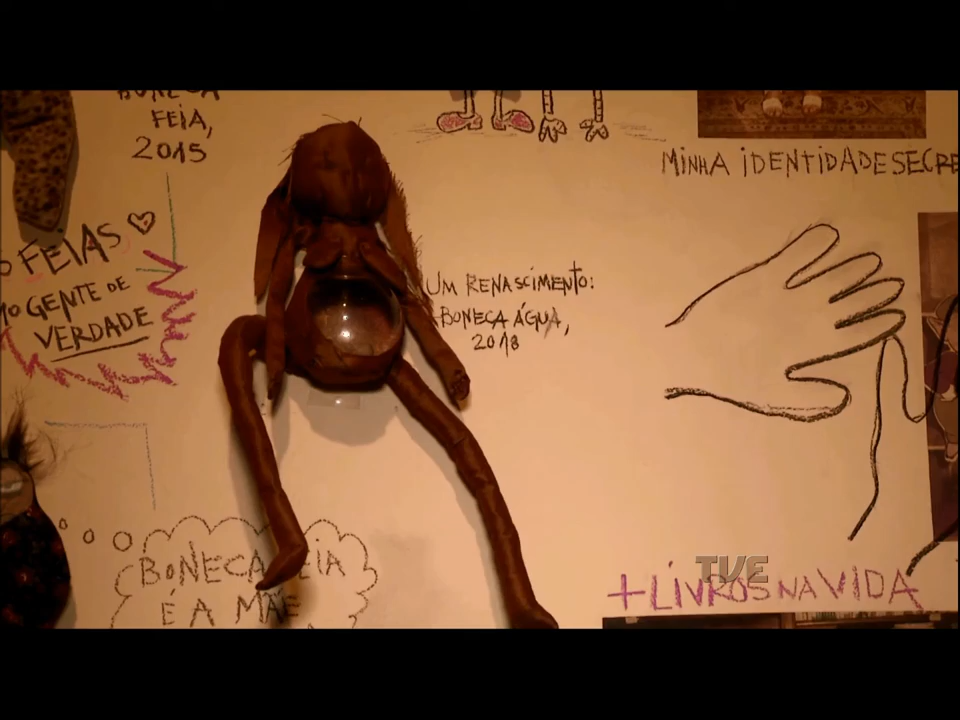 BONECA
FEIA,
2015
MINHA IDENTIDADE SECRE
FEIAS
GENTE DE
VERDADE
UM RENASCIMENTO:
BONECA ÁGUA,
2018
BONECA
É A MÃE
TVE
+LIVROS NA VIDA